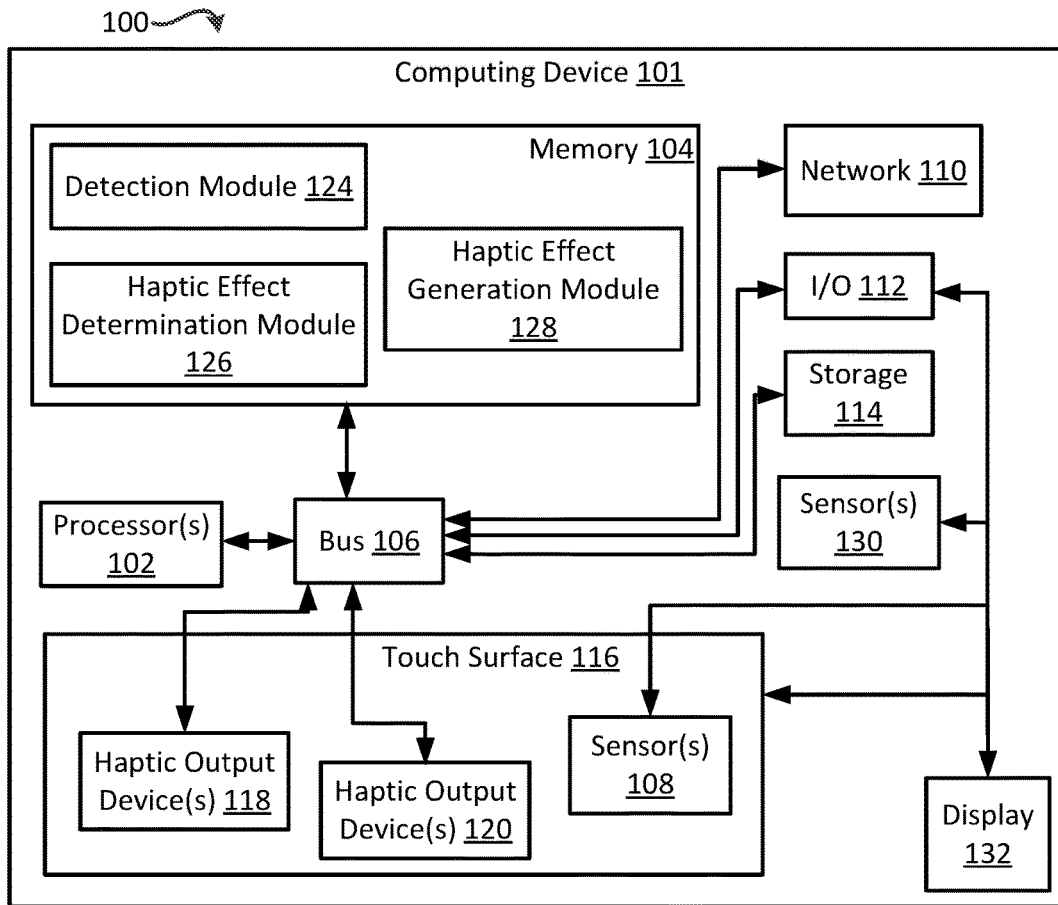 100
Computing Device 101
Memory 104
Detection Module 124
Haptic Effect
Determination Module
126
Haptic Effect
Generation Module
128
Network 110
I/O 112
Storage
114
Sensor(s)
130
Processor(s)
102
Bus 106
Touch Surface 116
Haptic Output
Device(s) 118
Haptic Output
Device(s) 120
Sensor(s)
108
Display
132